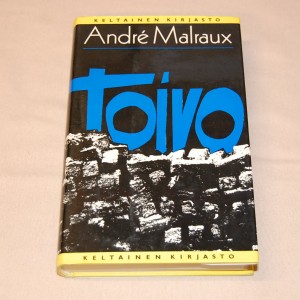 KELTAINEN KIRJASTO
André Malraux
Toivo
KELTAINEN KIRJASTO